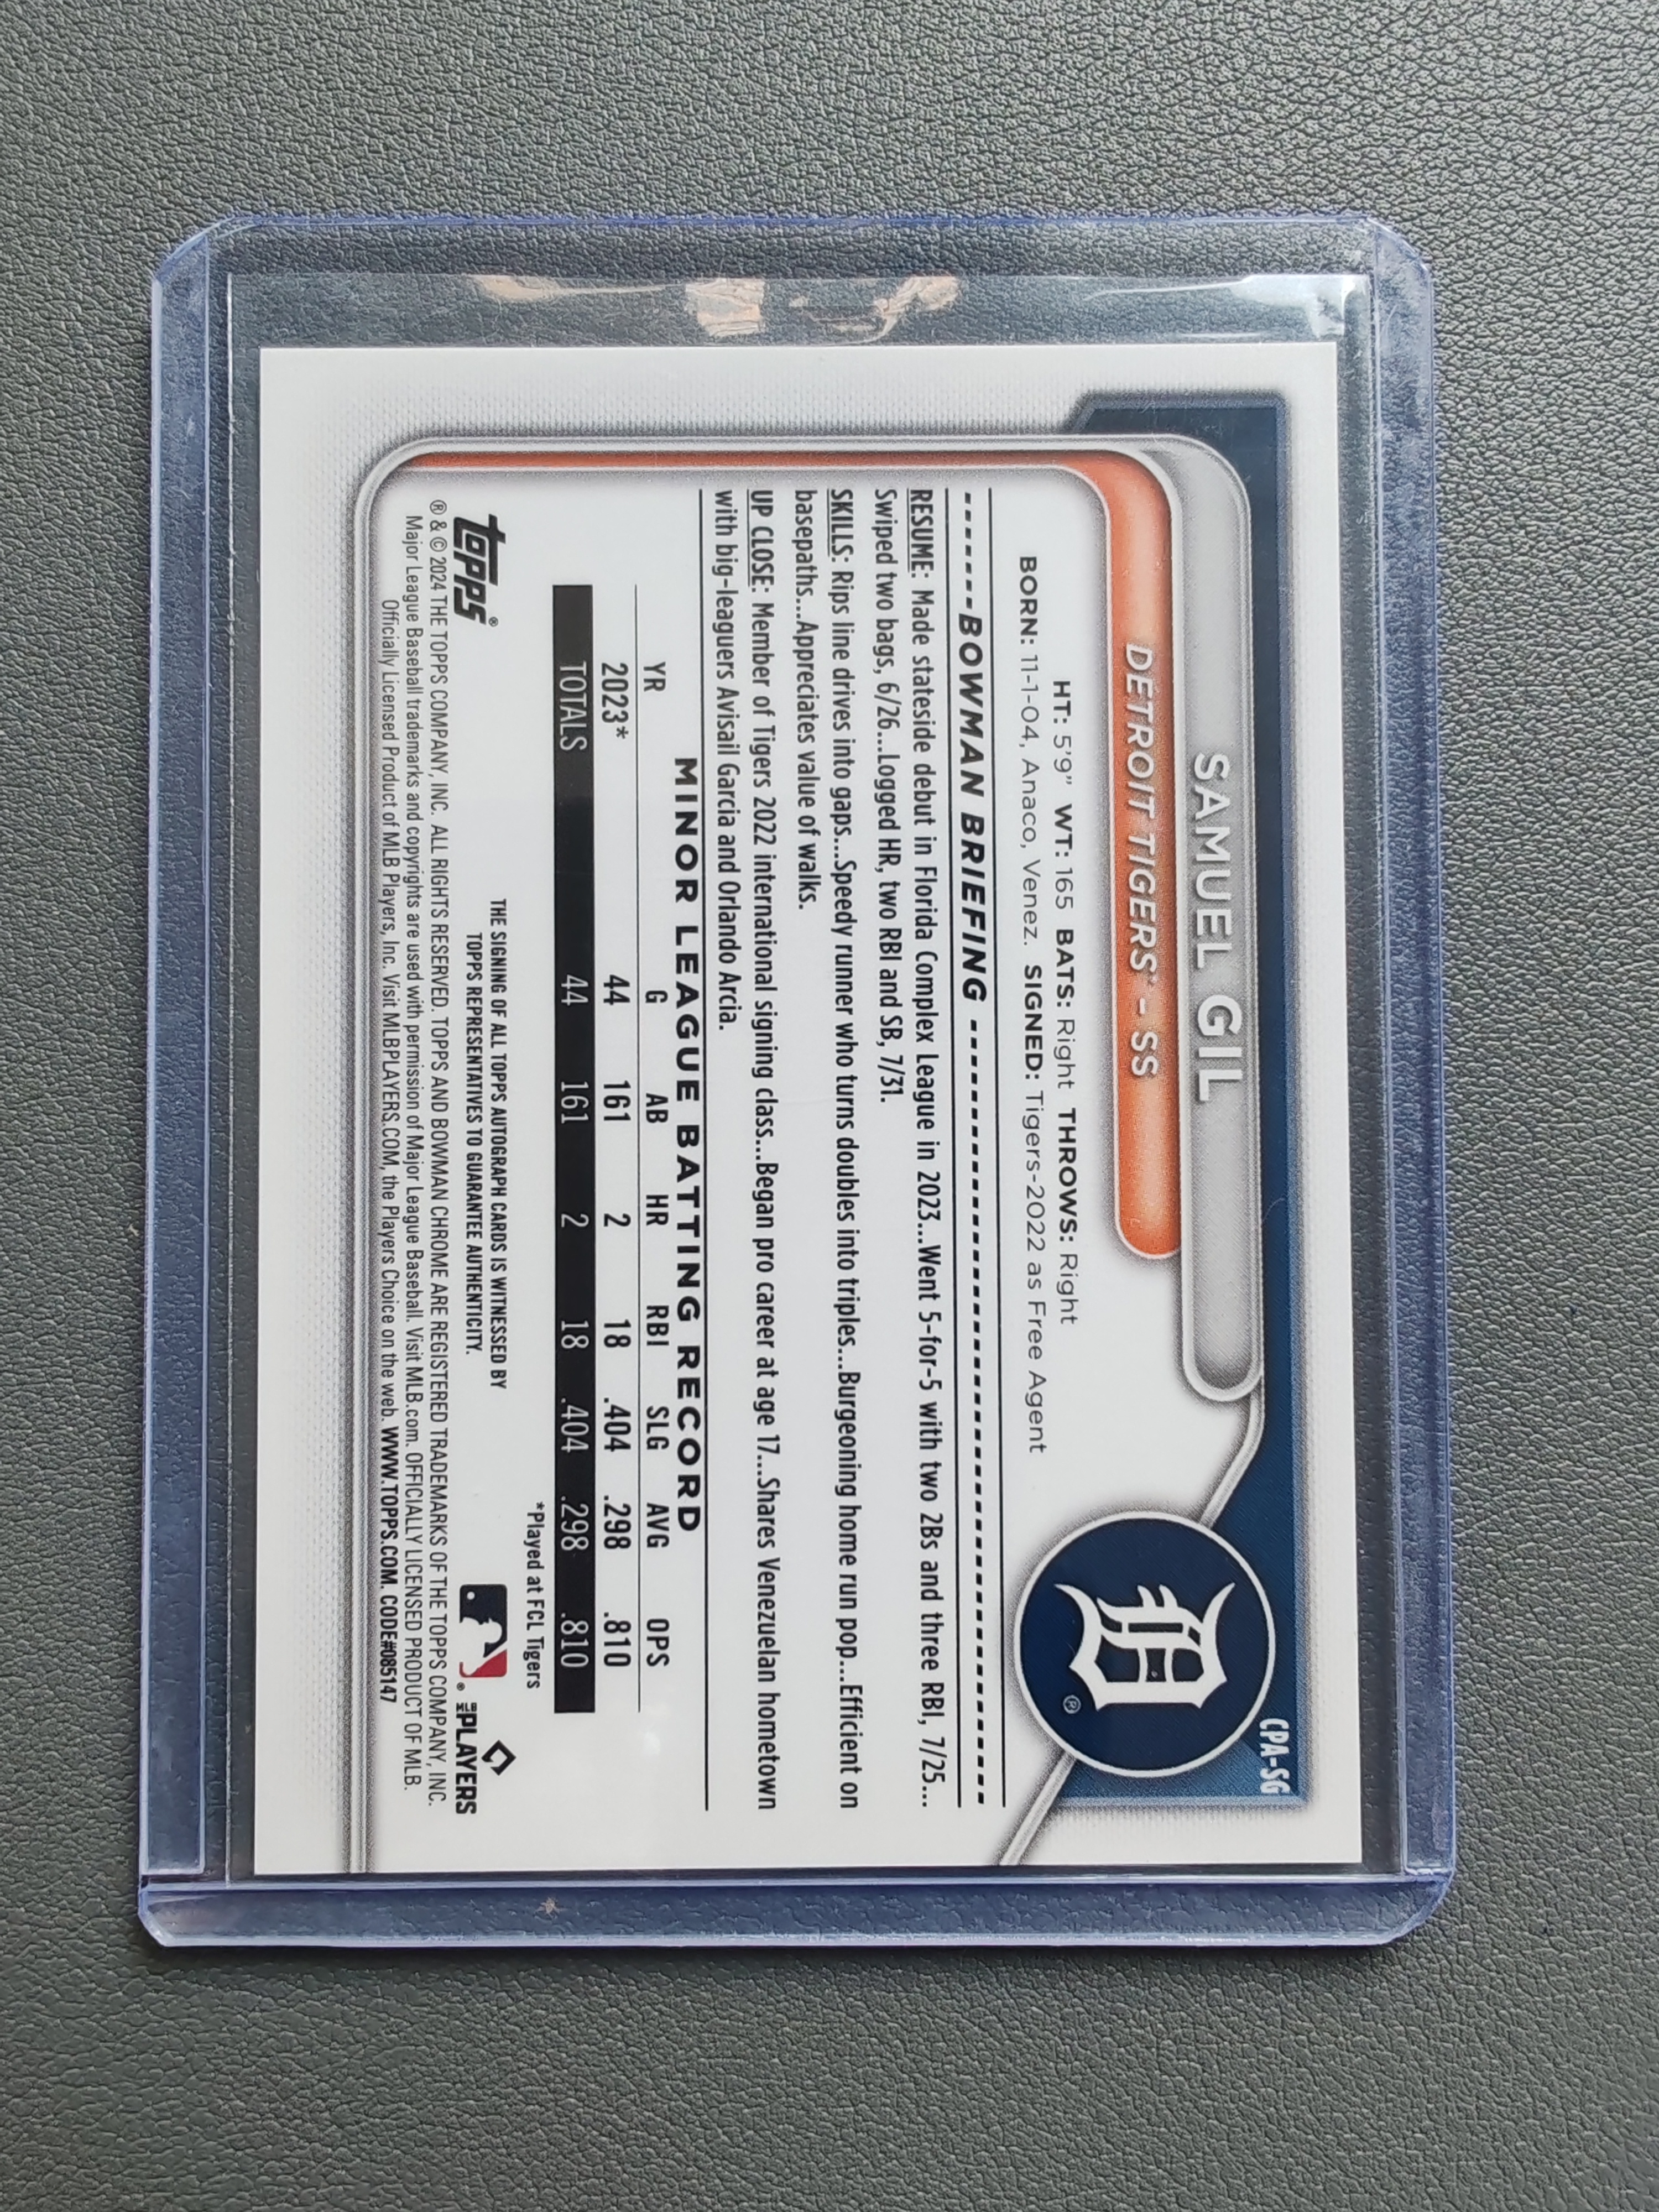 CPA-SG
SAMUEL GIL
DETROIT TIGERS® - SS
D
®
HT: 5'9" WT: 165 BATS: Right THROWS: Right
BORN: 11-1-04, Anaco, Venez. SIGNED: Tigers-2022 as Free Agent
------BOWMAN BRIEFING ------
RESUME: Made stateside debut in Florida Complex League in 2023...Went 5-for-5 with two 2Bs and three RBI, 7/25...
Swiped two bags, 6/26...Logged HR, two RBI and SB, 7/31.
SKILLS: Rips line drives into gaps...Speedy runner who turns doubles into triples...Burgeoning home run pop...Efficient on
basepaths...Appreciates value of walks.
UP CLOSE: Member of Tigers 2022 international signing class...Began pro career at age 17...Shares Venezuelan hometown
with big-leaguers Avisail Garcia and Orlando Arcia.
MINOR LEAGUE BATTING RECORD
YR G AB HR RBI SLG AVG OPS
2023* 44 161 2 18 .404 .298 .810
TOTALS 44 161 2 18 .404 .298 .810
*Played at FCL Tigers
topps®
THE SIGNING OF ALL TOPPS AUTOGRAPH CARDS IS WITNESSED BY
TOPPS REPRESENTATIVES TO GUARANTEE AUTHENTICITY.
® MLB PLAYERS
® & © 2024 THE TOPPS COMPANY, INC. ALL RIGHTS RESERVED. TOPPS AND BOWMAN CHROME ARE REGISTERED TRADEMARKS OF THE TOPPS COMPANY, INC.
Major League Baseball trademarks and copyrights are used with permission of Major League Baseball. Visit MLB.com. OFFICIALLY LICENSED PRODUCT OF MLB.
Officially Licensed Product of MLB Players, Inc. Visit MLBPLAYERS.COM, the Players Choice on the web. WWW.TOPPS.COM. CODE#085147